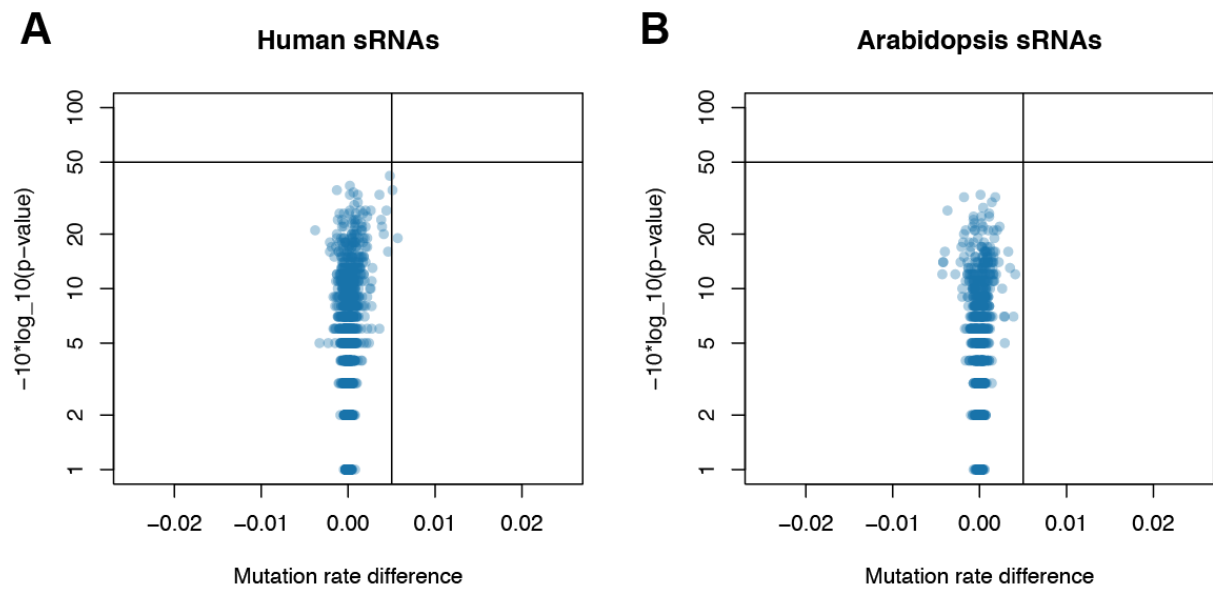 A
Human sRNAs
−10*log_10(p−value)
100
50
20
10
5
2
1
−0.02 −0.01 0.00 0.01 0.02
Mutation rate difference
B
Arabidopsis sRNAs
−10*log_10(p−value)
100
50
20
10
5
2
1
−0.02 −0.01 0.00 0.01 0.02
Mutation rate difference